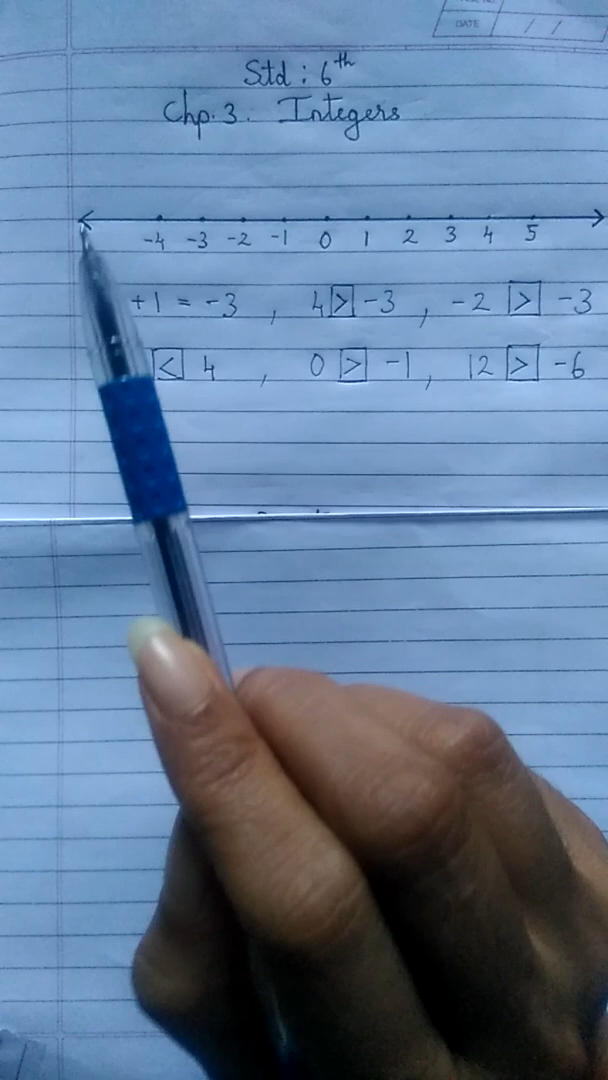 DATE / /
Std : 6th
Chp. 3. Integers
-4 -3 -2 -1 0 1 2 3 4 5
+1 = -3 , 4 > -3 , -2 > -3
< 4 , 0 > -1 , 12 > -6